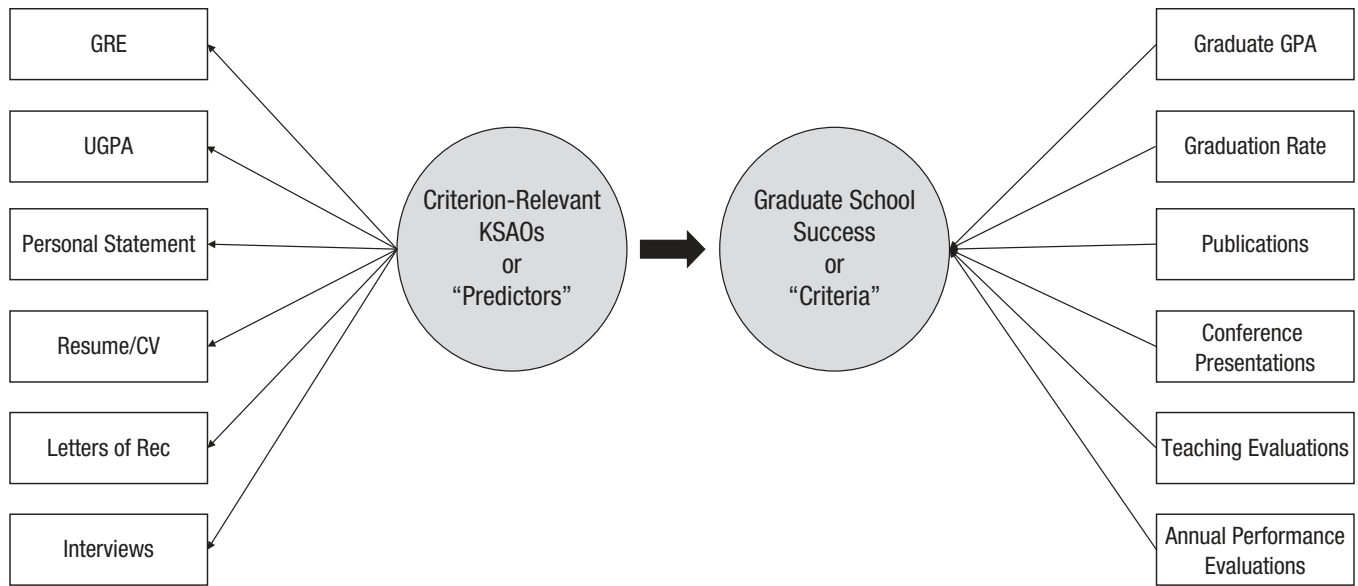 GRE
UGPA
Personal Statement
Resume/CV
Letters of Rec
Interviews
Criterion-Relevant
KSAOs
or
“Predictors”
Graduate School
Success
or
“Criteria”
Graduate GPA
Graduation Rate
Publications
Conference
Presentations
Teaching Evaluations
Annual Performance
Evaluations